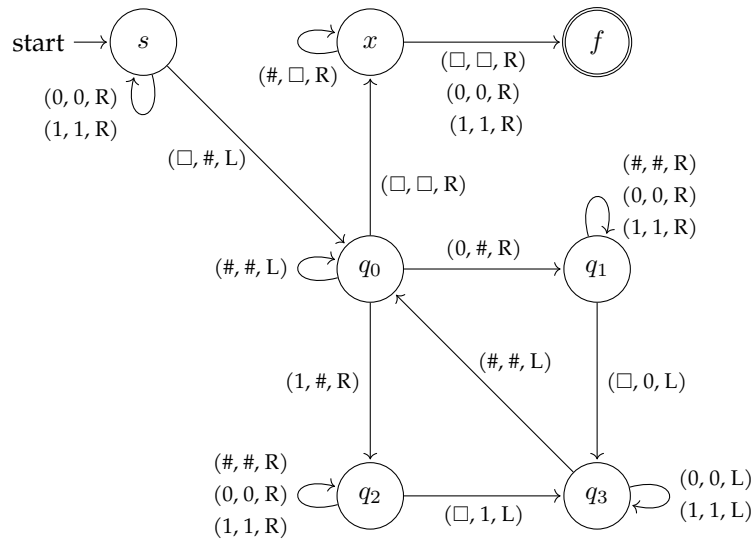 start
s
x
f
(0, 0, R)
(1, 1, R)
(#, □, R)
(□, □, R)
(0, 0, R)
(1, 1, R)
(□, #, L)
(□, □, R)
(#, #, R)
(0, 0, R)
(1, 1, R)
(#, #, L)
q₀
(0, #, R)
q₁
(1, #, R)
(#, #, L)
(□, 0, L)
(#, #, R)
(0, 0, R)
(1, 1, R)
q₂
(□, 1, L)
q₃
(0, 0, L)
(1, 1, L)